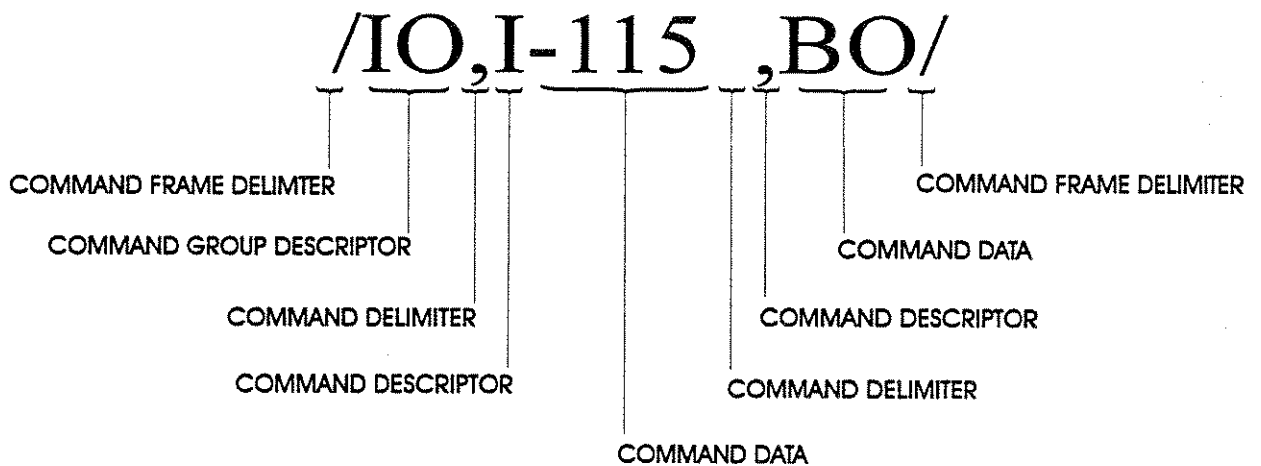 /IO,I-115 ,BO/
COMMAND FRAME DELIMTER
COMMAND FRAME DELIMITER
COMMAND GROUP DESCRIPTOR
COMMAND DATA
COMMAND DELIMITER
COMMAND DESCRIPTOR
COMMAND DESCRIPTOR
COMMAND DELIMITER
COMMAND DATA